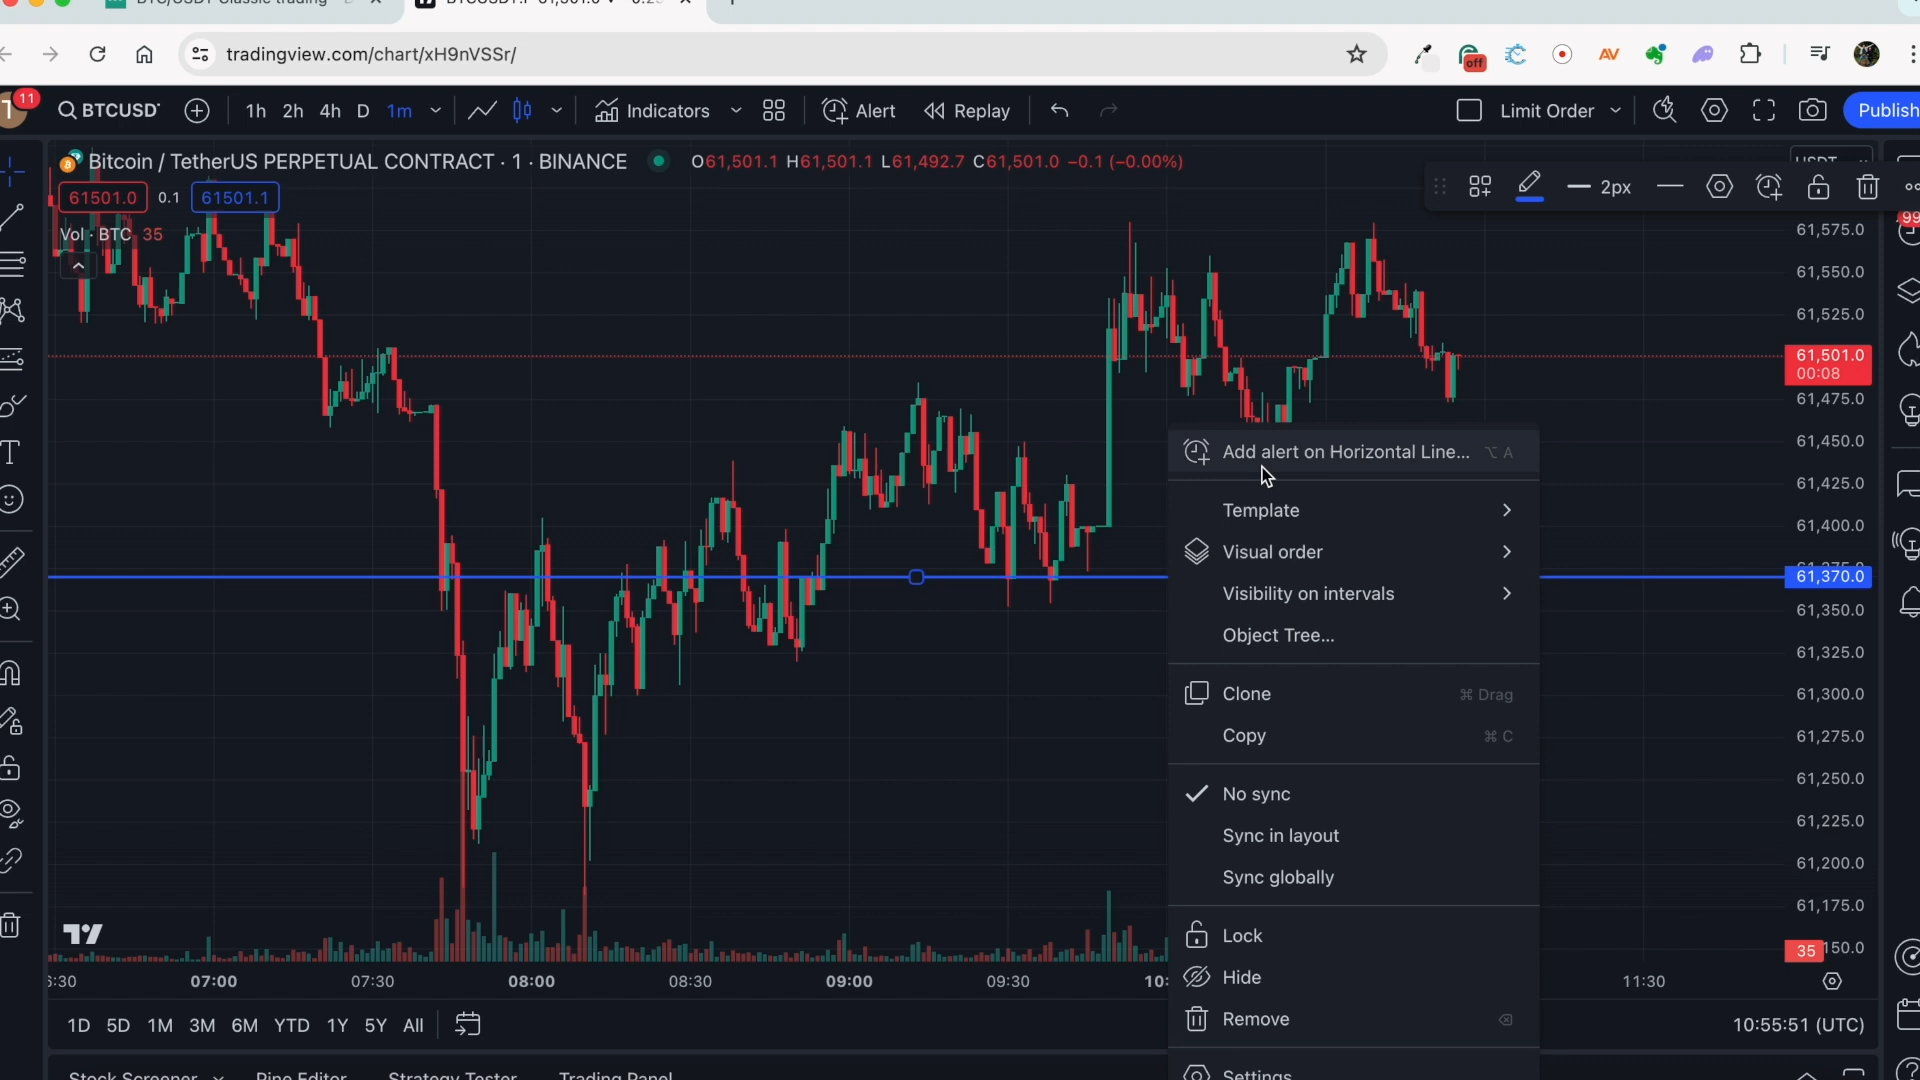 tradingview.com/chart/xH9nVSSr/
off
11
BTCUSD
1h 2h 4h D 1m
Indicators
Alert
Replay
Limit Order
Publish
Bitcoin / TetherUS PERPETUAL CONTRACT · 1 · BINANCE
O61,501.1 H61,501.1 L61,492.7 C61,501.0 −0.1 (−0.00%)
61501.0 0.1 61501.1
2px
Vol · BTC 35
61,575.0
61,550.0
61,525.0
61,501.0
00:08
61,475.0
61,450.0
61,425.0
61,400.0
61,370.0
61,350.0
61,325.0
61,300.0
61,275.0
61,250.0
61,225.0
61,200.0
61,175.0
35
150.0
Add alert on Horizontal Line... ⌥ A
Template
Visual order
Visibility on intervals
Object Tree...
Clone ⌘ Drag
Copy ⌘ C
No sync
Sync in layout
Sync globally
Lock
Hide
Remove
Settings
:30 07:00 07:30 08:00 08:30 09:00 09:30 10: 11:30
1D 5D 1M 3M 6M YTD 1Y 5Y All
10:55:51 (UTC)
Stock Screener Pine Editor Strategy Tester Trading Panel